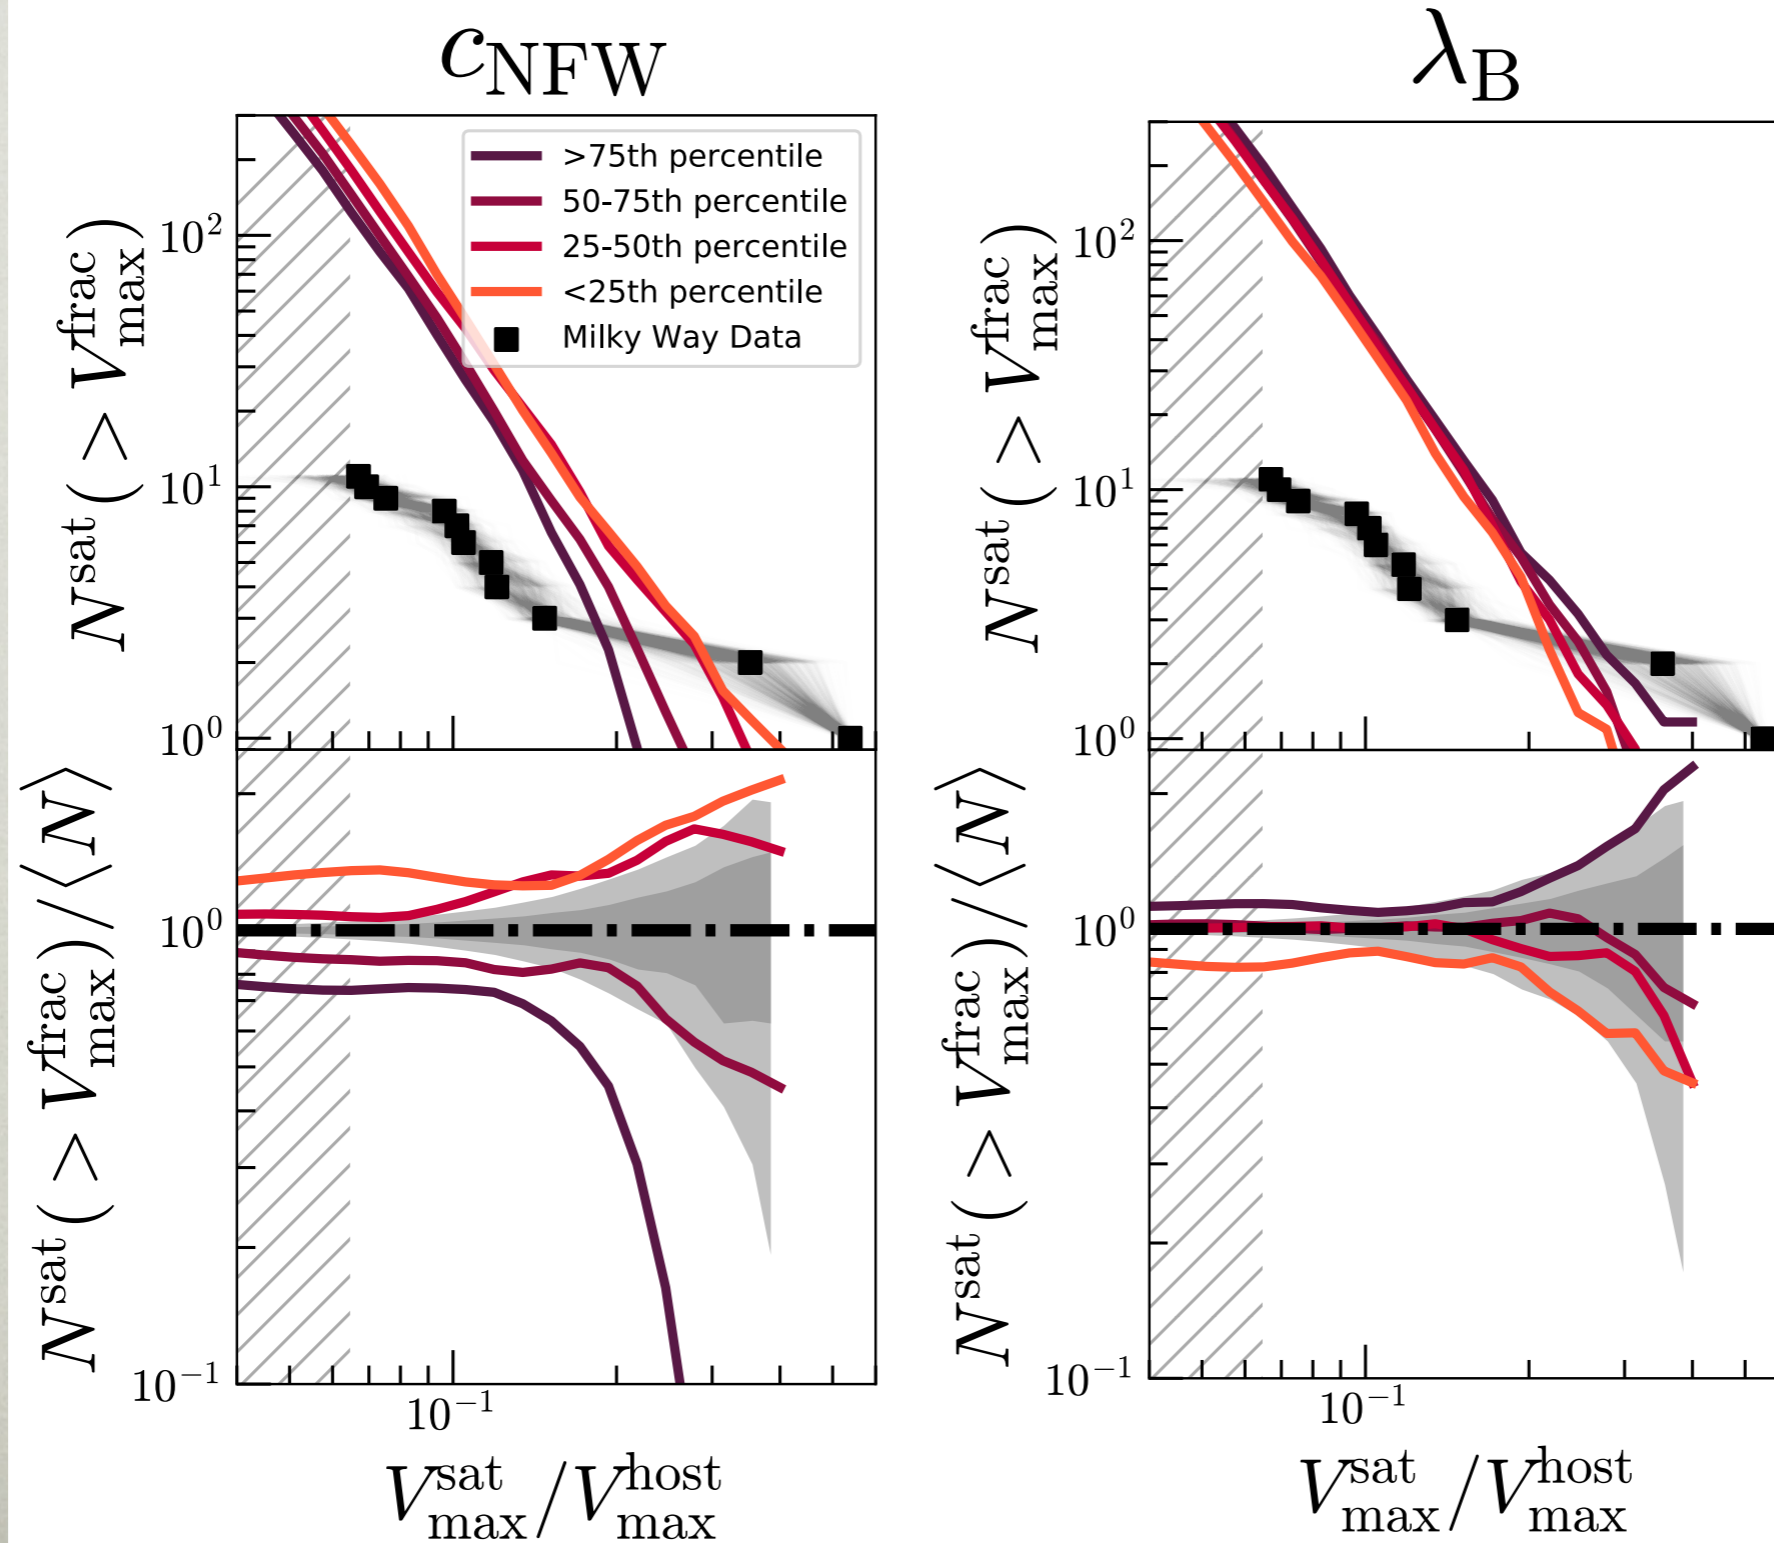 c_NFW
λ_B
>75th percentile
50-75th percentile
25-50th percentile
<25th percentile
Milky Way Data
N^sat(> V_max^frac)
10^2
10^1
10^0
N^sat(> V_max^frac)
10^2
10^1
10^0
N^sat(> V_max^frac)/⟨N⟩
10^0
10^-1
N^sat(> V_max^frac)/⟨N⟩
10^0
10^-1
10^-1
10^-1
V_max^sat/V_max^host
V_max^sat/V_max^host